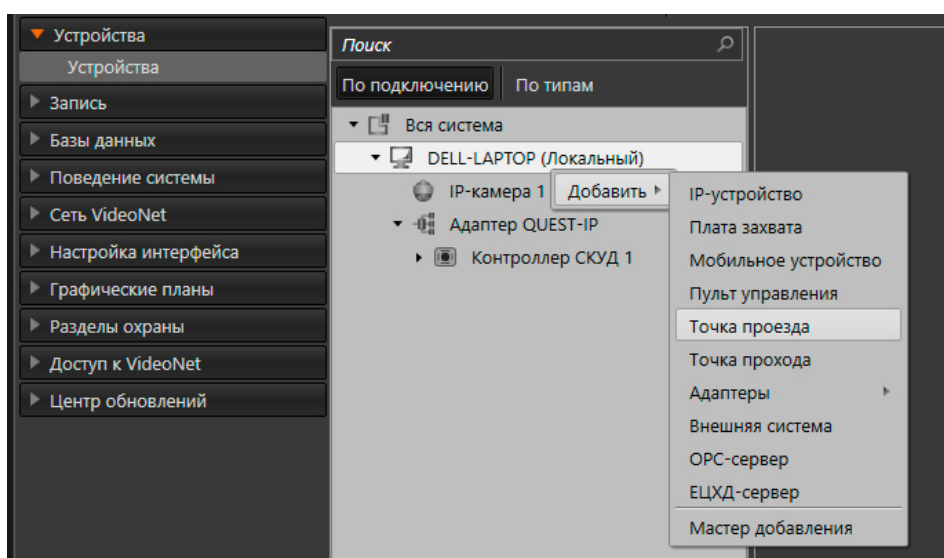 Устройства
Устройства
Запись
Базы данных
Поведение системы
Сеть VideoNet
Настройка интерфейса
Графические планы
Разделы охраны
Доступ к VideoNet
Центр обновлений
Поиск
По подключению
По типам
Вся система
DELL-LAPTOP (Локальный)
IP-камера 1
Адаптер QUEST-IP
Контроллер СКУД 1
Добавить
IP-устройство
Плата захвата
Мобильное устройство
Пульт управления
Точка проезда
Точка прохода
Адаптеры
Внешняя система
OPC-сервер
ЕЦХД-сервер
Мастер добавления